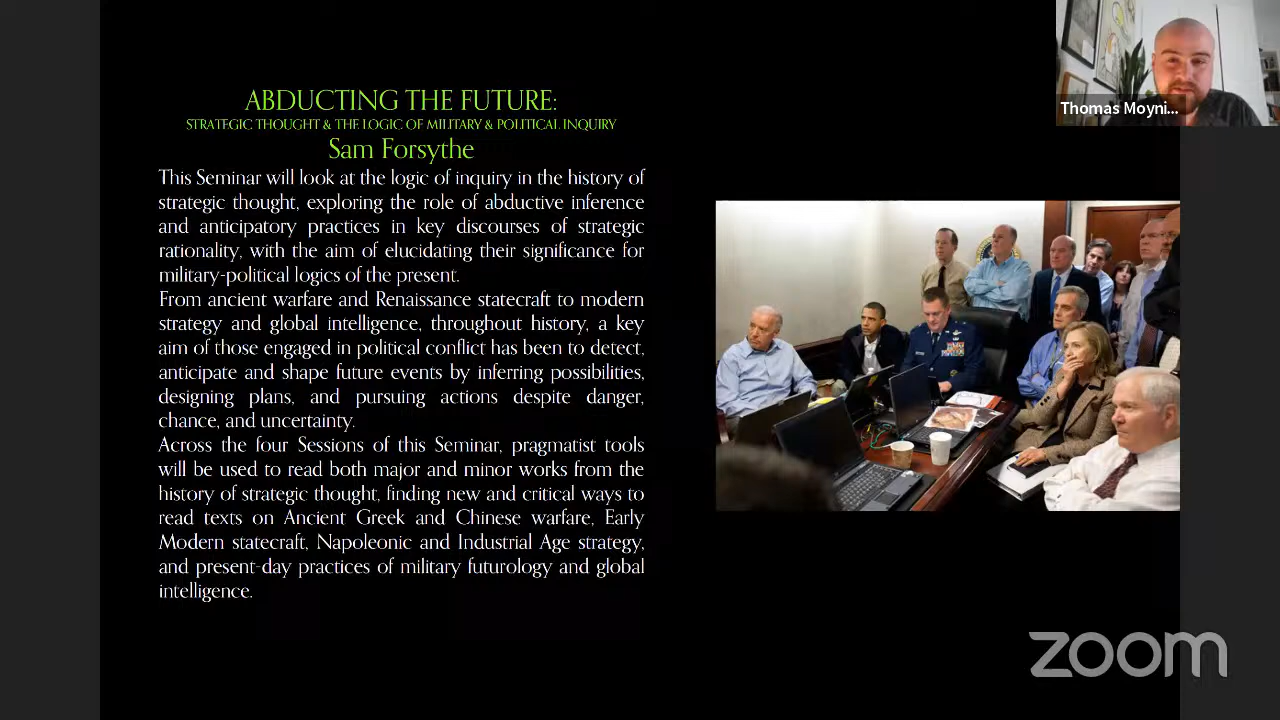 ABDUCTING THE FUTURE:
STRATEGIC THOUGHT & THE LOGIC OF MILITARY & POLITICAL INQUIRY
Sam Forsythe
This Seminar will look at the logic of inquiry in the history of
strategic thought, exploring the role of abductive inference
and anticipatory practices in key discourses of strategic
rationality, with the aim of elucidating their significance for
military-political logics of the present.
From ancient warfare and Renaissance statecraft to modern
strategy and global intelligence, throughout history, a key
aim of those engaged in political conflict has been to detect,
anticipate and shape future events by inferring possibilities,
designing plans, and pursuing actions despite danger,
chance, and uncertainty.
Across the four Sessions of this Seminar, pragmatist tools
will be used to read both major and minor works from the
history of strategic thought, finding new and critical ways to
read texts on Ancient Greek and Chinese warfare, Early
Modern statecraft, Napoleonic and Industrial Age strategy,
and present-day practices of military futurology and global
intelligence.
Thomas Moyni...
zoom